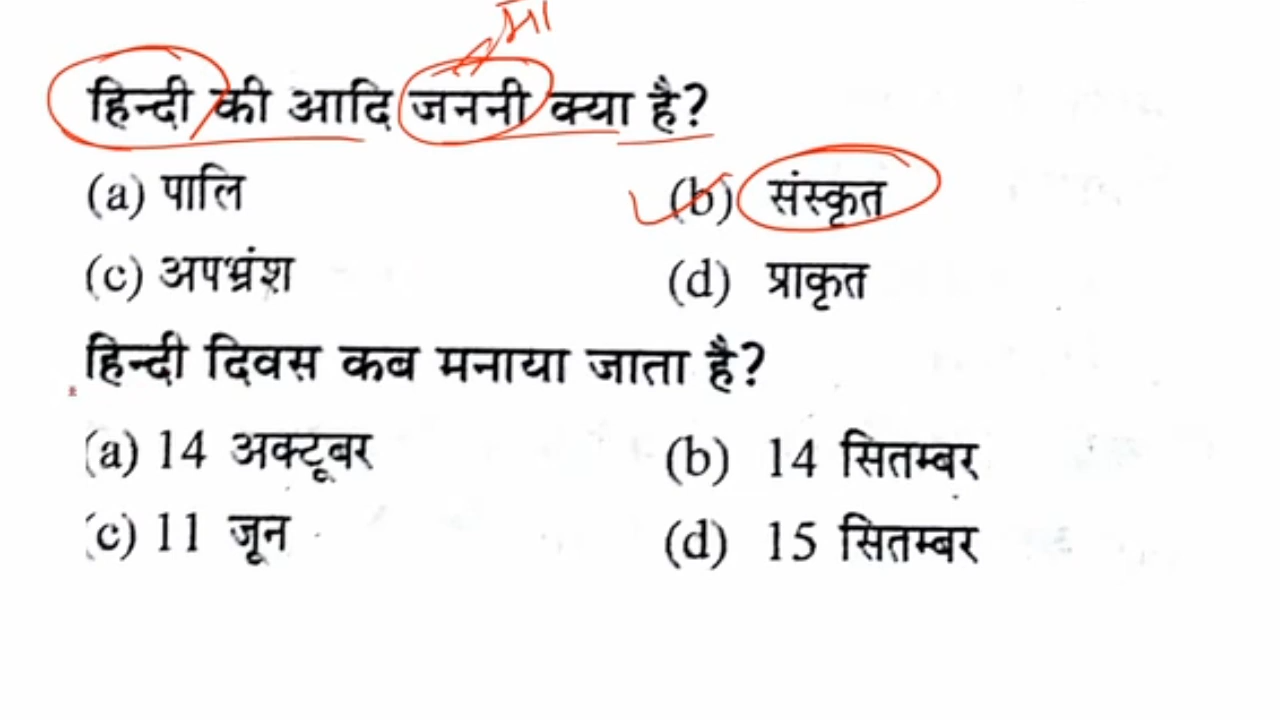 मा
हिन्दी की आदि जननी क्या है?
(a) पालि (b) संस्कृत
(c) अपभ्रंश (d) प्राकृत
हिन्दी दिवस कब मनाया जाता है?
(a) 14 अक्टूबर (b) 14 सितम्बर
(c) 11 जून (d) 15 सितम्बर